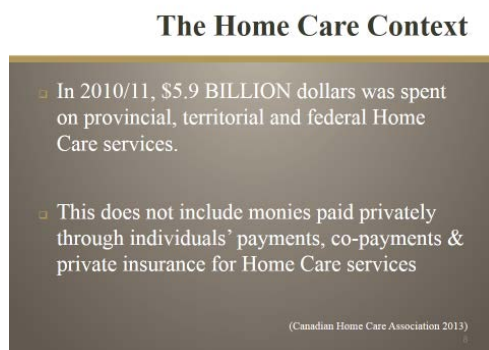 The Home Care Context
In 2010/11, $5.9 BILLION dollars was spent
on provincial, territorial and federal Home
Care services.
This does not include monies paid privately
through individuals' payments, co-payments &
private insurance for Home Care services
(Canadian Home Care Association 2013)
8